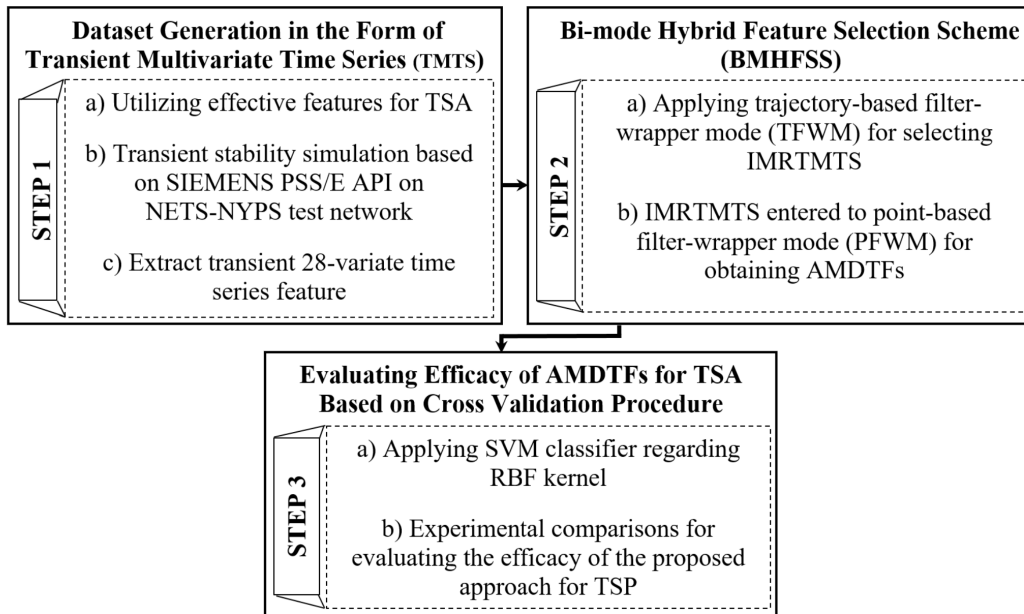 Dataset Generation in the Form of
Transient Multivariate Time Series (TMTS)
STEP 1
a) Utilizing effective features for TSA
b) Transient stability simulation based
on SIEMENS PSS/E API on
NETS-NYPS test network
c) Extract transient 28-variate time
series feature
Bi-mode Hybrid Feature Selection Scheme
(BMHFSS)
STEP 2
a) Applying trajectory-based filter-
wrapper mode (TFWM) for selecting
IMRTMTS
b) IMRTMTS entered to point-based
filter-wrapper mode (PFWM) for
obtaining AMDTFs
Evaluating Efficacy of AMDTFs for TSA
Based on Cross Validation Procedure
STEP 3
a) Applying SVM classifier regarding
RBF kernel
b) Experimental comparisons for
evaluating the efficacy of the proposed
approach for TSP